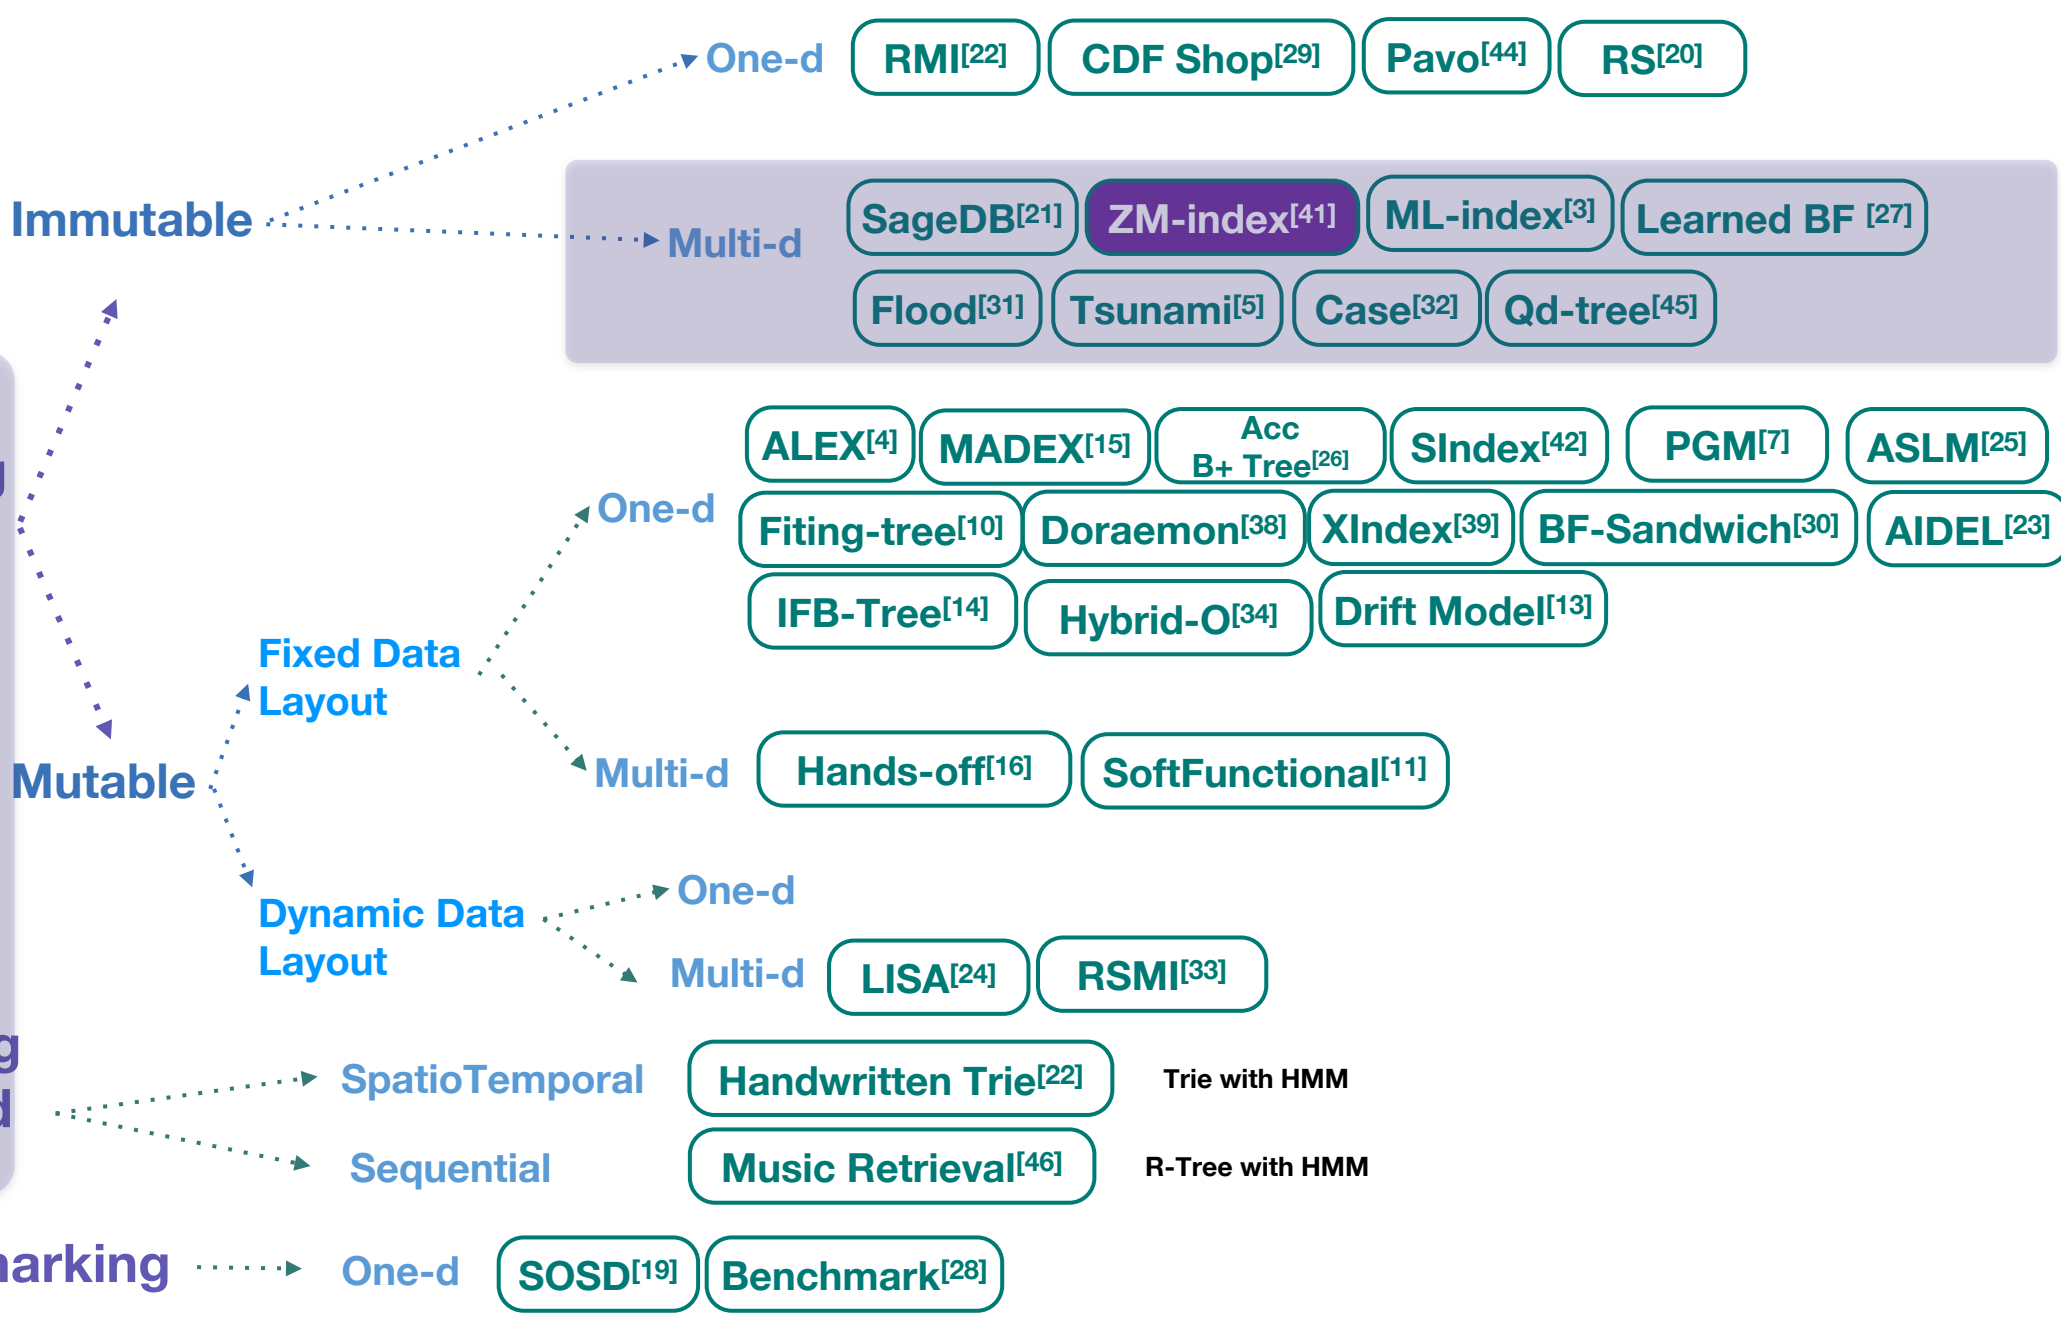 One-d RMI[22] CDF Shop[29] Pavo[44] RS[20]
Immutable
Multi-d
SageDB[21] ZM-index[41] ML-index[3] Learned BF [27]
Flood[31] Tsunami[5] Case[32] Qd-tree[45]
ALEX[4] MADEX[15] Acc
B+ Tree[26] SIndex[42] PGM[7] ASLM[25]
One-d
Fiting-tree[10] Doraemon[38] XIndex[39] BF-Sandwich[30] AIDEL[23]
IFB-Tree[14] Hybrid-O[34] Drift Model[13]
Fixed Data
Layout
Mutable
Multi-d Hands-off[16] SoftFunctional[11]
One-d
Dynamic Data
Layout
Multi-d LISA[24] RSMI[33]
g
g
d
SpatioTemporal Handwritten Trie[22] Trie with HMM
Sequential Music Retrieval[46] R-Tree with HMM
arking One-d SOSD[19] Benchmark[28]